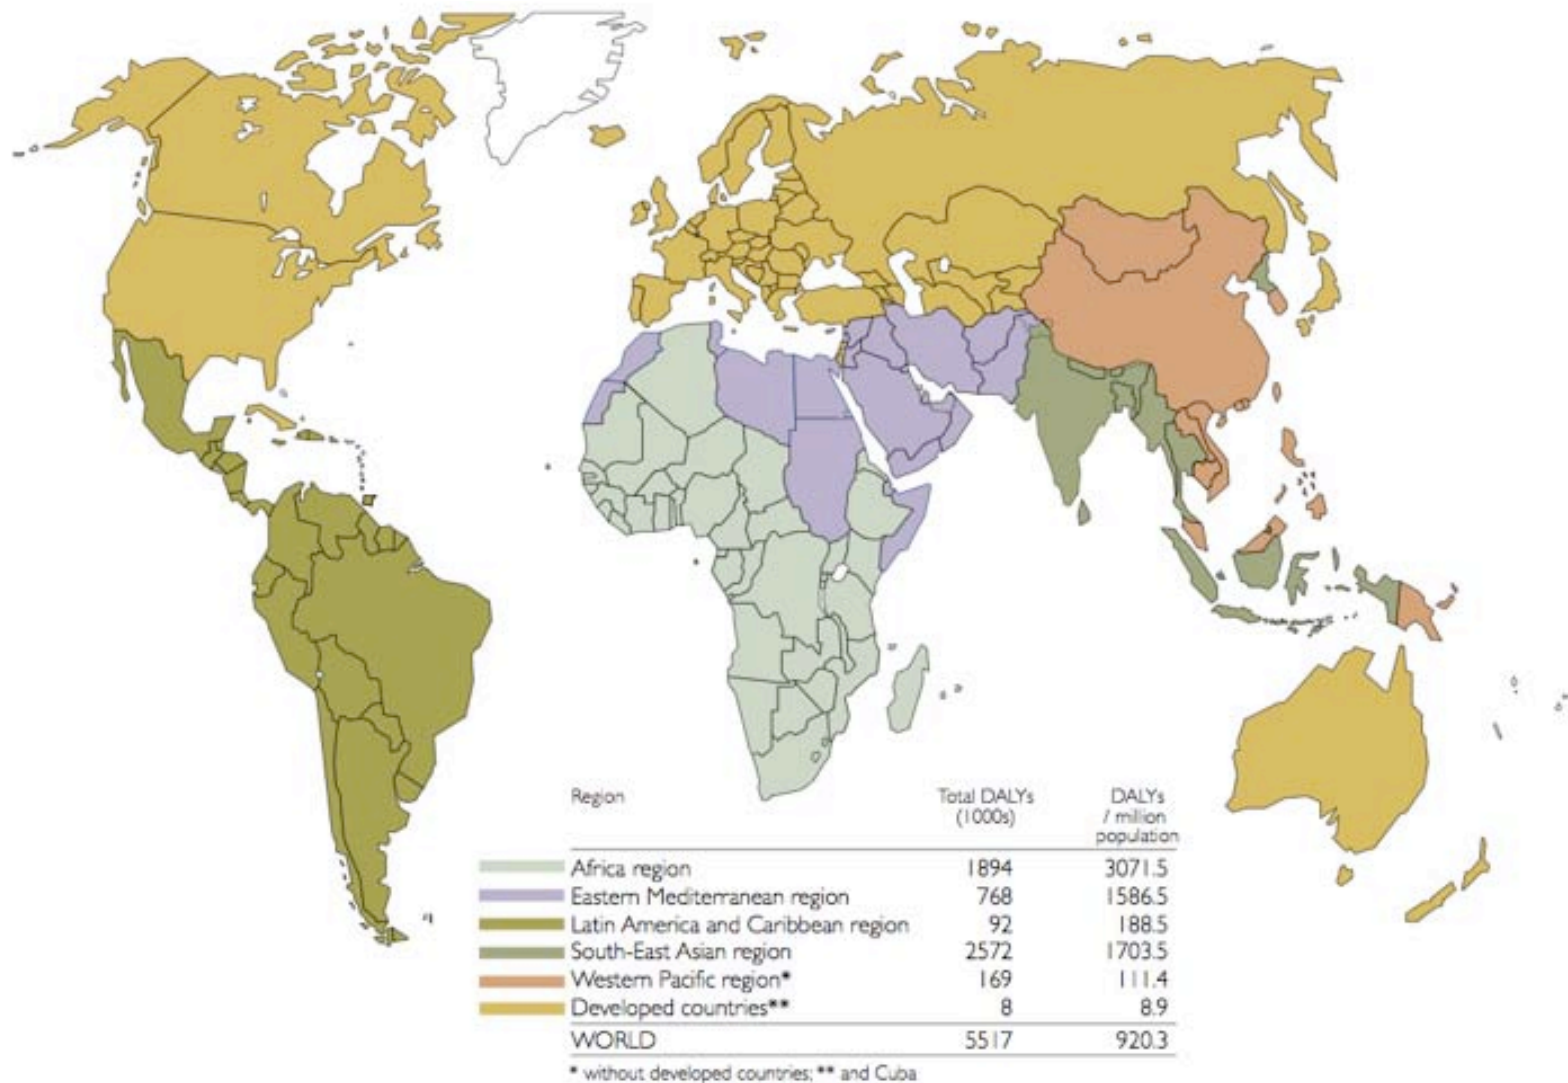 Region Total DALYs (1000s) DALYs / million population
Africa region 1894 3071.5
Eastern Mediterranean region 768 1586.5
Latin America and Caribbean region 92 188.5
South-East Asian region 2572 1703.5
Western Pacific region* 169 111.4
Developed countries** 8 8.9
WORLD 5517 920.3
* without developed countries; ** and Cuba